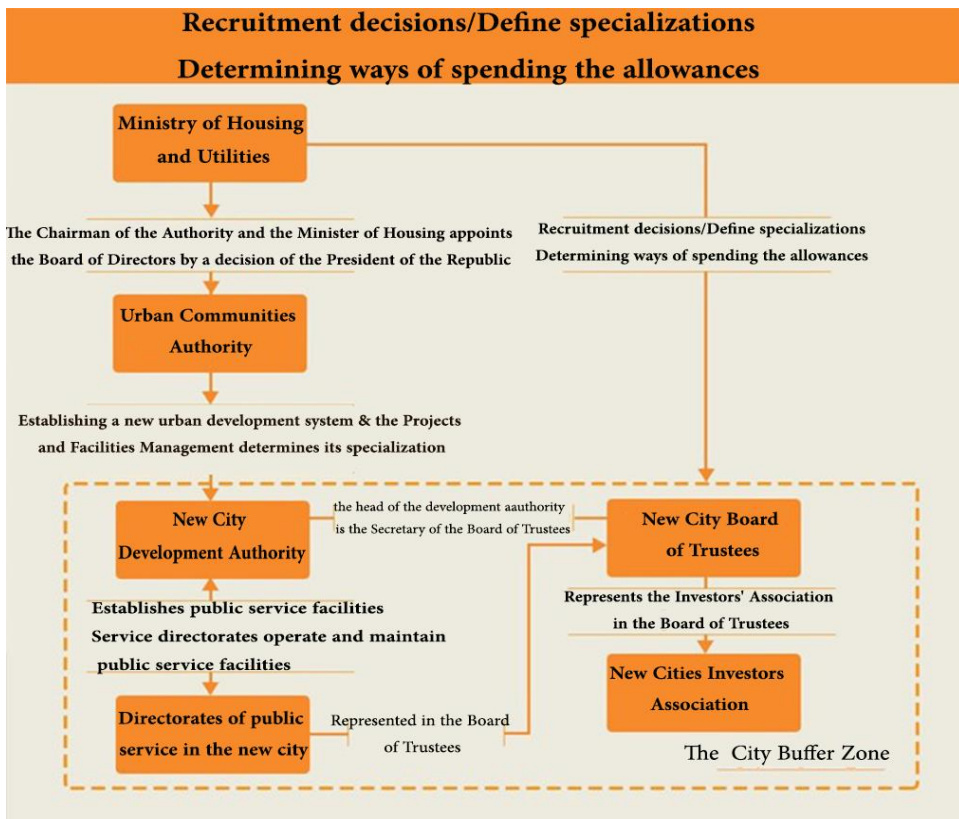 Recruitment decisions/Define specializations
Determining ways of spending the allowances
Ministry of Housing
and Utilities
The Chairman of the Authority and the Minister of Housing appoints
the Board of Directors by a decision of the President of the Republic
Recruitment decisions/Define specializations
Determining ways of spending the allowances
Urban Communities
Authority
Establishing a new urban development system & the Projects
and Facilities Management determines its specialization
New City
Development Authority
the head of the development aauthority
is the Secretary of the Board of Trustees
New City Board
of Trustees
Establishes public service facilities
Service directorates operate and maintain
public service facilities
Represents the Investors' Association
in the Board of Trustees
New Cities Investors
Association
Directorates of public
service in the new city
Represented in the Board
of Trustees
The City Buffer Zone